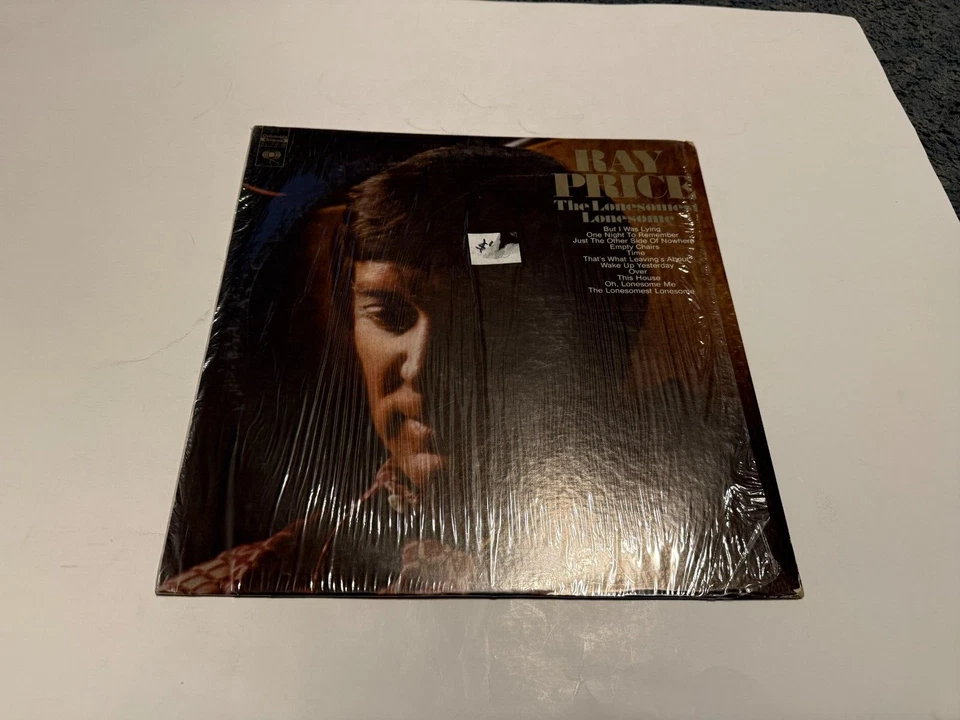 RAY
PRICE
The Lonesomest
Lonesome
But I Was Lying
One Night To Remember
Just The Other Side Of Nowhere
Empty Chairs
Time
That's What Leaving's About
Wake Up Yesterday
Over
This House
Oh, Lonesome Me
The Lonesomest Lonesome